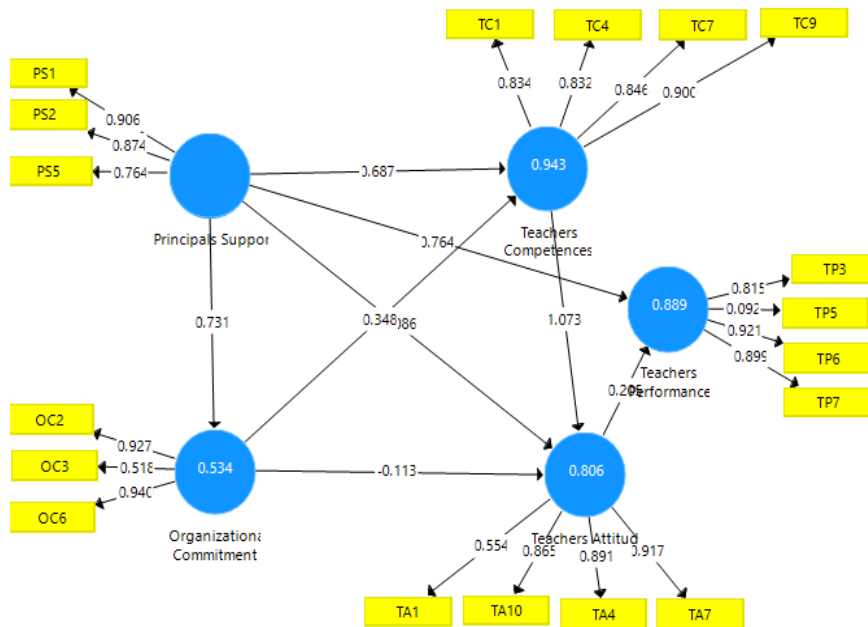 TC1
TC4
TC7
TC9
PS1
PS2
PS5
0.906
0.874
0.764
0.834
0.832
0.846
0.900
0.943
0.687
Principals Suppor
Teachers
Competences
0.764
TP3
TP5
TP6
TP7
0.815
0.092
0.921
0.899
0.889
0.731
0.348
1.073
Teachers
Performance
OC2
OC3
OC6
0.927
0.518
0.940
0.534
-0.113
0.806
Organizationa
Commitment
Teachers Attitud
0.554
0.865
0.891
0.917
TA1
TA10
TA4
TA7